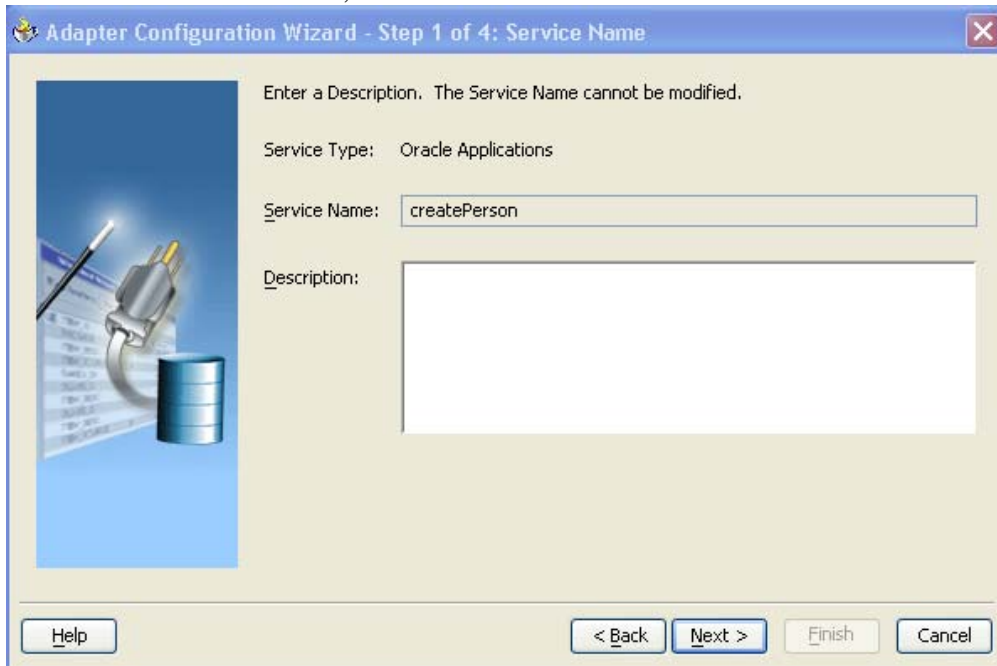 Adapter Configuration Wizard - Step 1 of 4: Service Name
Enter a Description. The Service Name cannot be modified.
Service Type: Oracle Applications
Service Name: createPerson
Description:
Help < Back Next > Finish Cancel